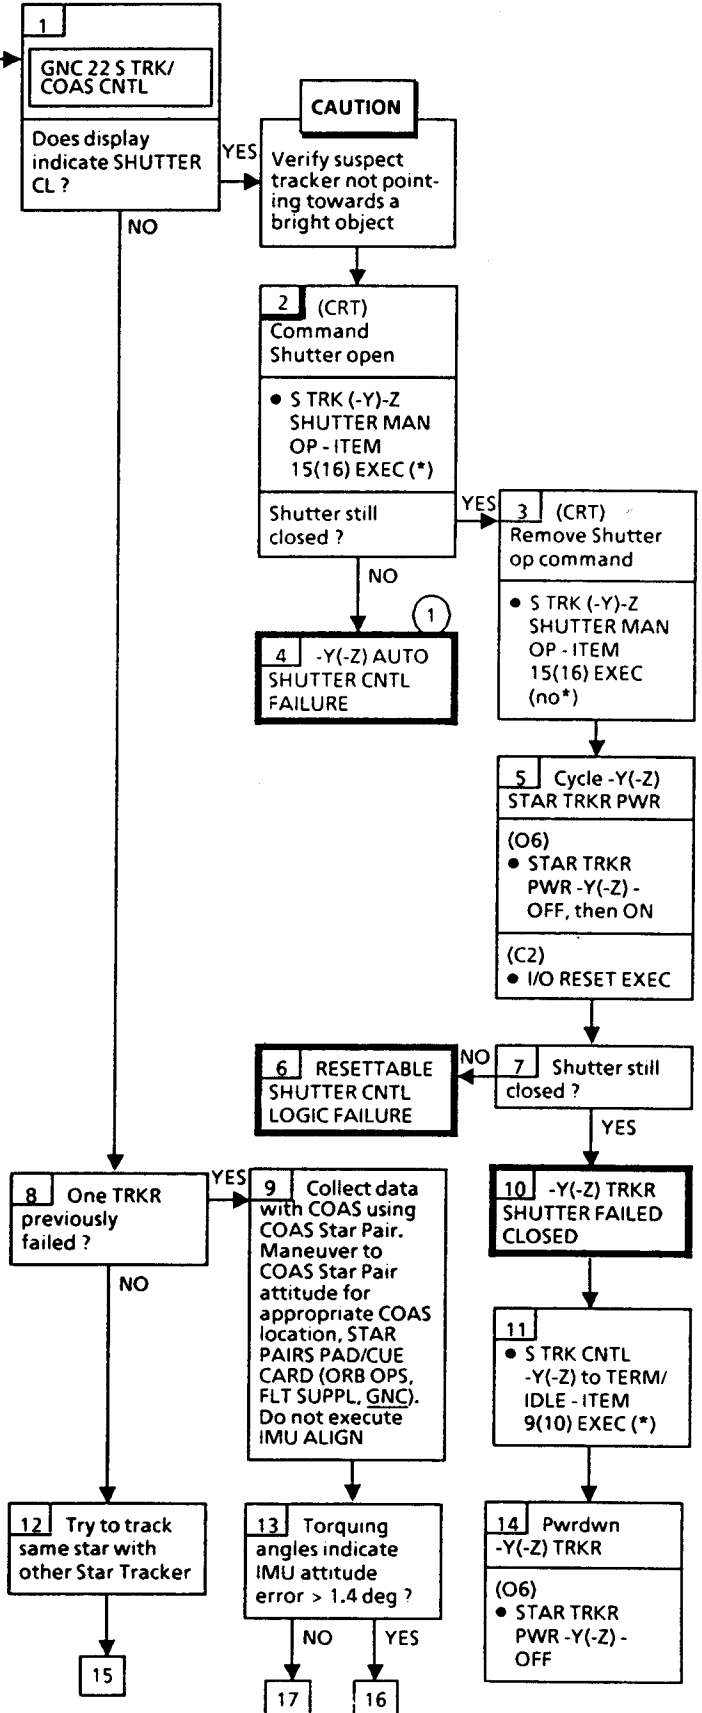 1
GNC 22 S TRK/
COAS CNTL
Does display
indicate SHUTTER
CL ?
YES
NO
CAUTION
Verify suspect
tracker not point-
ing towards a
bright object
2 (CRT)
Command
Shutter open
● S TRK (-Y)-Z
SHUTTER MAN
OP - ITEM
15(16) EXEC (*)
Shutter still
closed ?
YES
NO
3 (CRT)
Remove Shutter
op command
● S TRK (-Y)-Z
SHUTTER MAN
OP - ITEM
15(16) EXEC
(no*)
1
4 -Y(-Z) AUTO
SHUTTER CNTL
FAILURE
5 Cycle -Y(-Z)
STAR TRKR PWR
(O6)
● STAR TRKR
PWR -Y(-Z) -
OFF, then ON
(C2)
● I/O RESET EXEC
7 Shutter still
closed ?
NO
YES
6 RESETTABLE
SHUTTER CNTL
LOGIC FAILURE
8 One TRKR
previously
failed ?
YES
NO
9 Collect data
with COAS using
COAS Star Pair.
Maneuver to
COAS Star Pair
attitude for
appropriate COAS
location, STAR
PAIRS PAD/CUE
CARD (ORB OPS,
FLT SUPPL, GNC).
Do not execute
IMU ALIGN
10 -Y(-Z) TRKR
SHUTTER FAILED
CLOSED
11
● S TRK CNTL
-Y(-Z) to TERM/
IDLE - ITEM
9(10) EXEC (*)
12 Try to track
same star with
other Star Tracker
15
13 Torquing
angles indicate
IMU attitude
error > 1.4 deg ?
NO
YES
17
16
14 Pwrdwn
-Y(-Z) TRKR
(O6)
● STAR TRKR
PWR -Y(-Z) -
OFF